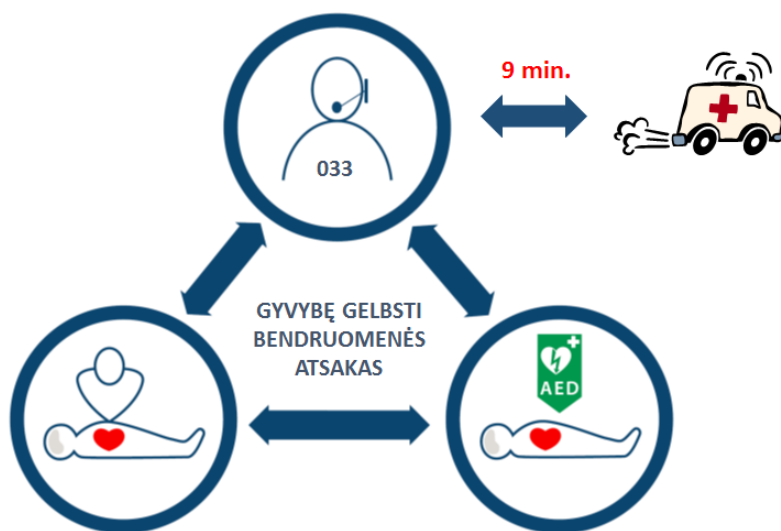 9 min.
033
GYVYBĘ GELBSTI
BENDRUOMENĖS
ATSAKAS
AED